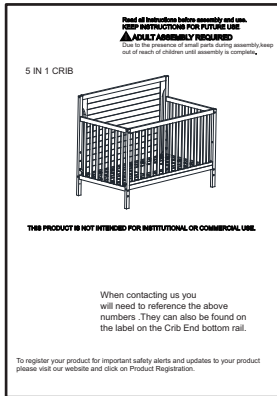 Read all instructions before assembly and use.
KEEP INSTRUCTIONS FOR FUTURE USE.
ADULT ASSEMBLY REQUIRED
Due to the presence of small parts during assembly,keep
out of reach of children until assembly is complete.
5 IN 1 CRIB
THIS PRODUCT IS NOT INTENDED FOR INSTITUTIONAL OR COMMERCIAL USE.
When contacting us you
will need to reference the above
numbers .They can also be found on
the label on the Crib End bottom rail.
To register your product for important safety alerts and updates to your product
please visit our website and click on Product Registration.